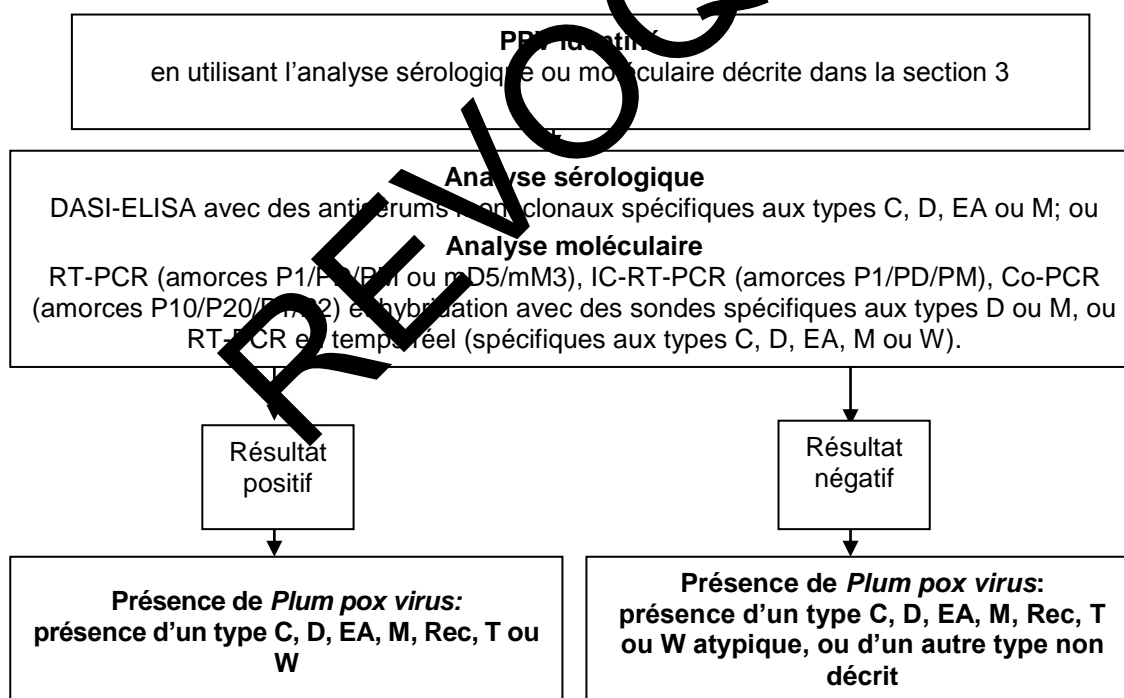 PPV identifié
en utilisant l’analyse sérologique ou moléculaire décrite dans la section 3
Analyse sérologique
DASI-ELISA avec des antisérums monoclonaux spécifiques aux types C, D, EA ou M; ou
Analyse moléculaire
RT-PCR (amorces P1/PD/PM ou mD5/mM3), IC-RT-PCR (amorces P1/PD/PM), Co-PCR
(amorces P10/P20/P1/P2) et hybridation avec des sondes spécifiques aux types D ou M, ou
RT-PCR en temps réel (spécifiques aux types C, D, EA, M ou W).
Résultat
positif
Résultat
négatif
Présence de Plum pox virus:
présence d’un type C, D, EA, M, Rec, T ou
W
Présence de Plum pox virus:
présence d’un type C, D, EA, M, Rec, T
ou W atypique, ou d’un autre type non
décrit
REVOQ